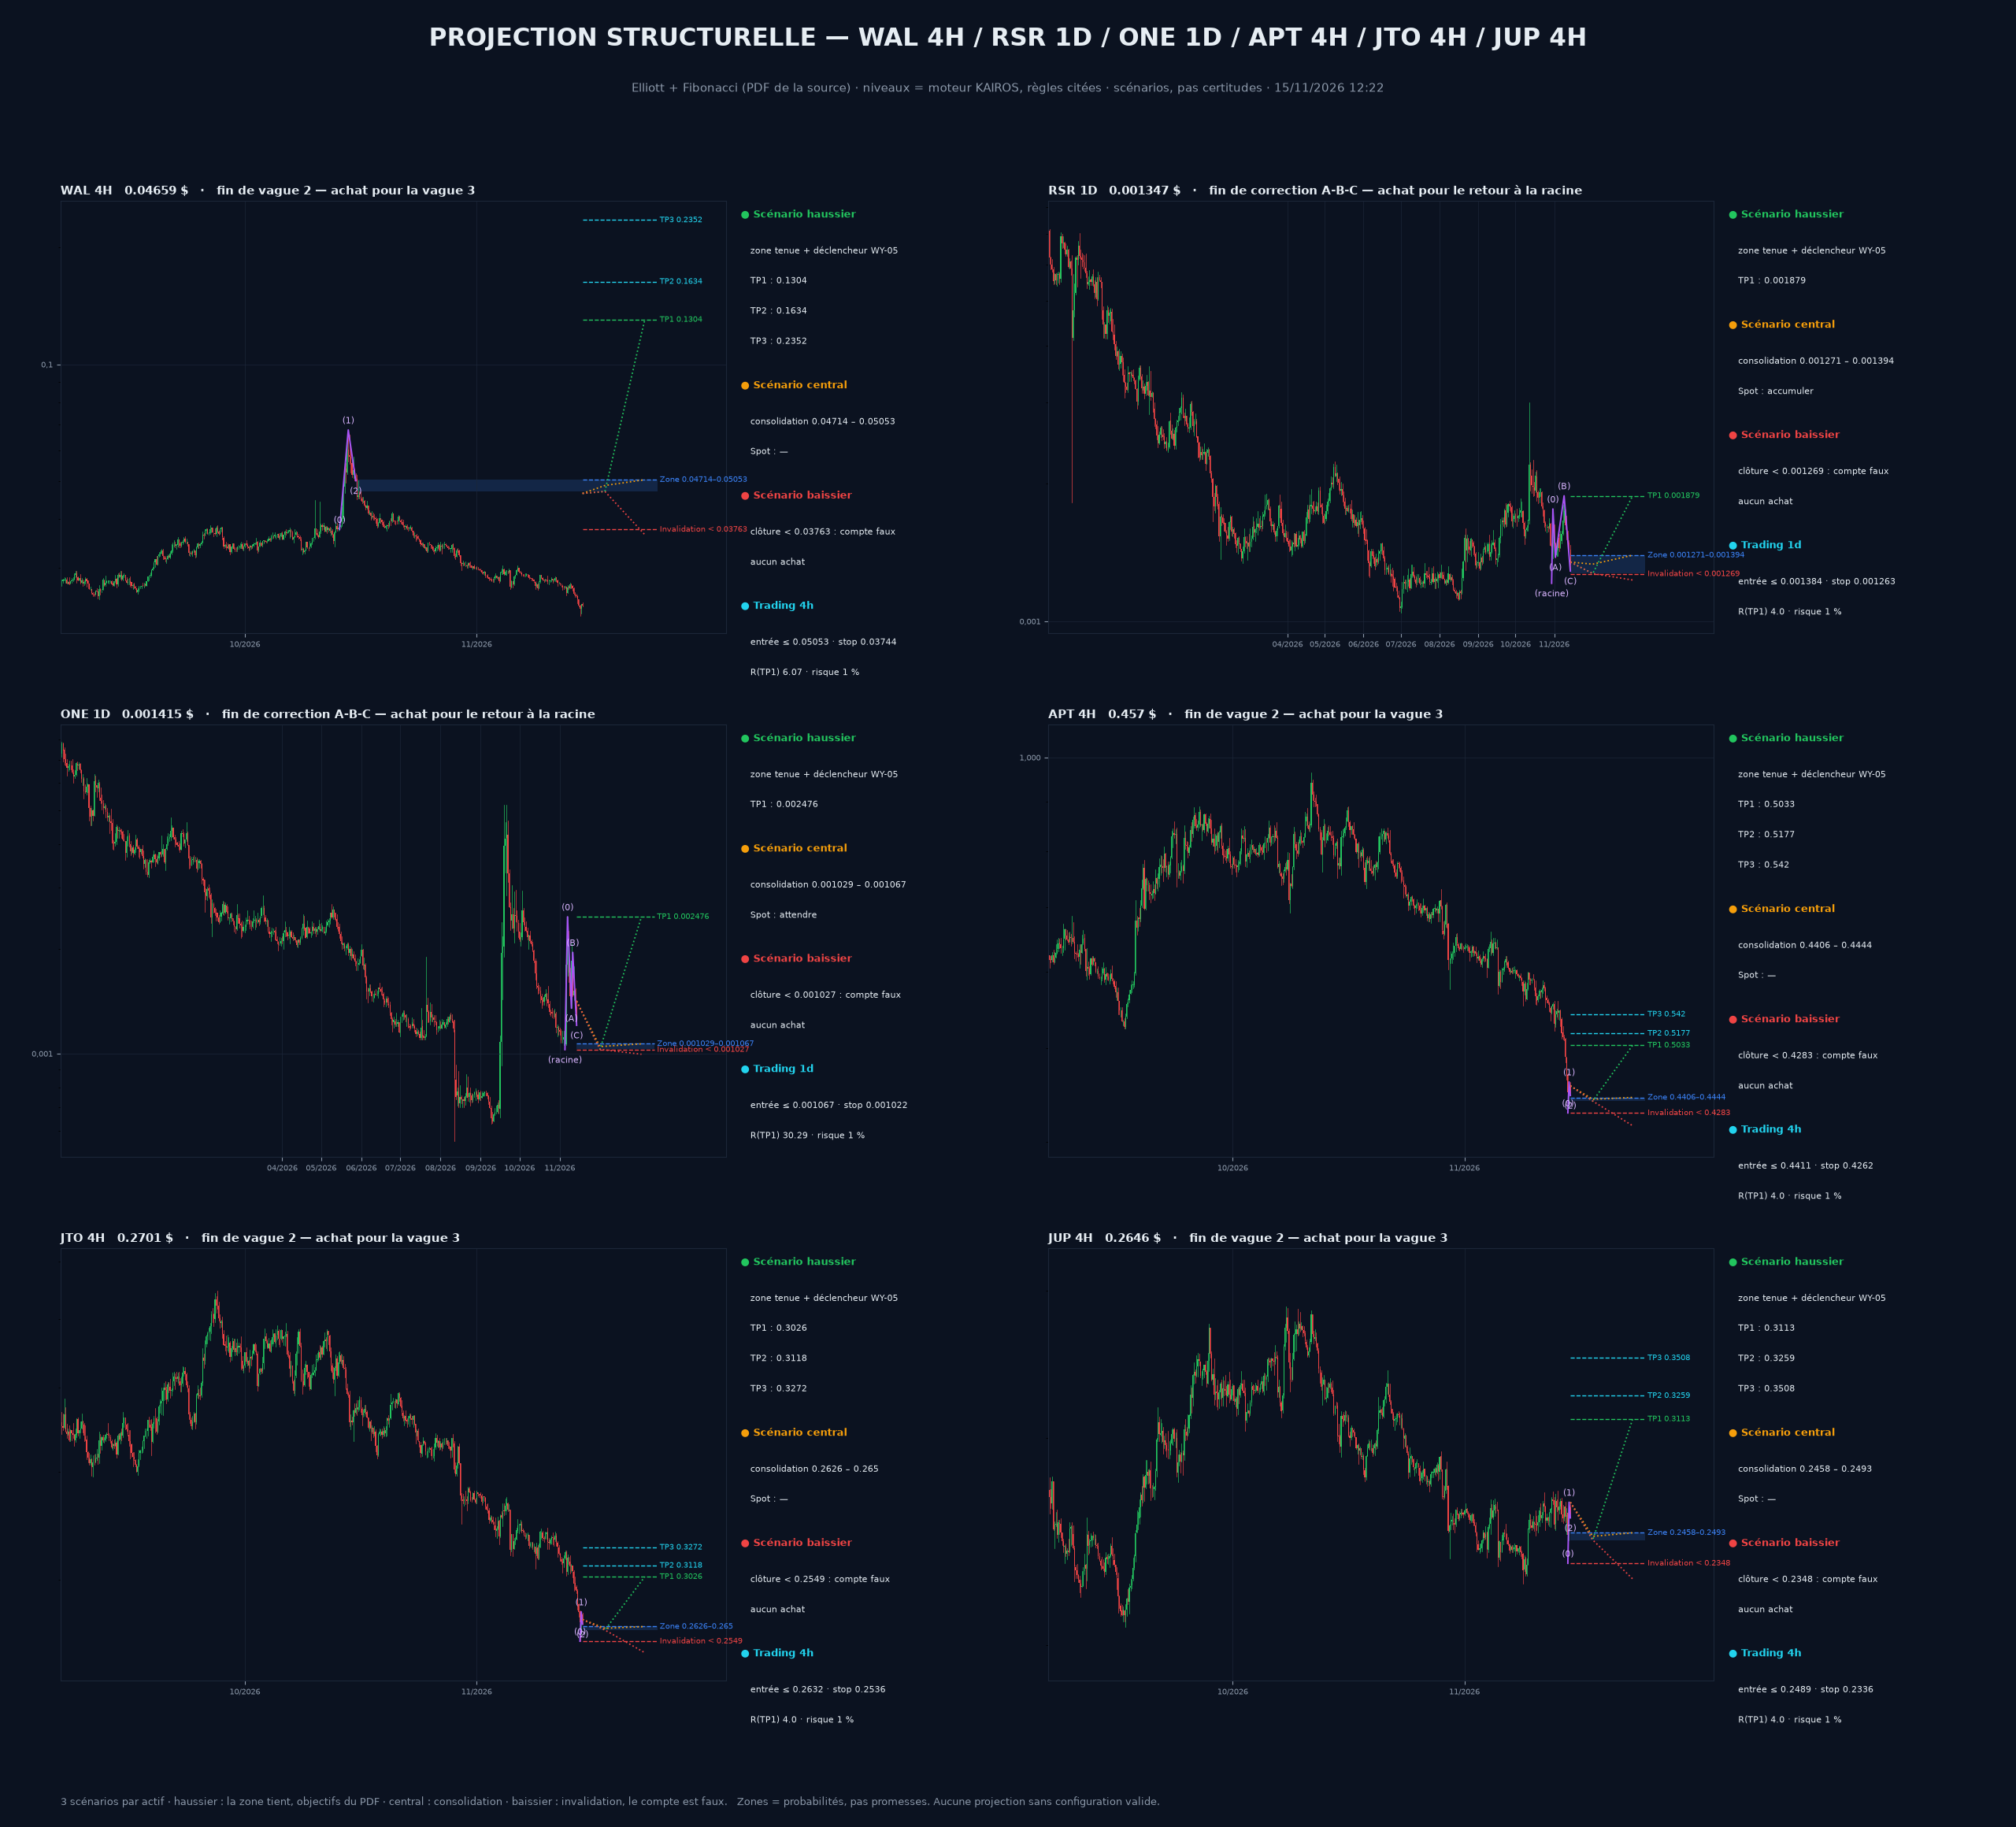 PROJECTION STRUCTURELLE — WAL 4H / RSR 1D / ONE 1D / APT 4H / JTO 4H / JUP 4H
Elliott + Fibonacci (PDF de la source) · niveaux = moteur KAIROS, règles citées · scénarios, pas certitudes · 15/11/2026 12:22
WAL 4H 0.04659 $ · fin de vague 2 — achat pour la vague 3
0,1
(0)
(1)
(2)
TP3 0.2352
TP2 0.1634
TP1 0.1304
Zone 0.04714–0.05053
Invalidation < 0.03763
10/2026
11/2026
● Scénario haussier
zone tenue + déclencheur WY-05
TP1 : 0.1304
TP2 : 0.1634
TP3 : 0.2352
● Scénario central
consolidation 0.04714 – 0.05053
Spot : —
● Scénario baissier
clôture < 0.03763 : compte faux
aucun achat
● Trading 4h
entrée ≤ 0.05053 · stop 0.03744
R(TP1) 6.07 · risque 1 %
RSR 1D 0.001347 $ · fin de correction A-B-C — achat pour le retour à la racine
0,001
(B)
(0)
(A)
(C)
(racine)
TP1 0.001879
Zone 0.001271–0.001394
Invalidation < 0.001269
04/2026 05/2026 06/2026 07/2026 08/2026 09/2026 10/2026 11/2026
● Scénario haussier
zone tenue + déclencheur WY-05
TP1 : 0.001879
● Scénario central
consolidation 0.001271 – 0.001394
Spot : accumuler
● Scénario baissier
clôture < 0.001269 : compte faux
aucun achat
● Trading 1d
entrée ≤ 0.001384 · stop 0.001263
R(TP1) 4.0 · risque 1 %
ONE 1D 0.001415 $ · fin de correction A-B-C — achat pour le retour à la racine
0,001
(0)
(B)
(A)
(C)
(racine)
TP1 0.002476
Zone 0.001029–0.001067
Invalidation < 0.001027
04/2026 05/2026 06/2026 07/2026 08/2026 09/2026 10/2026 11/2026
● Scénario haussier
zone tenue + déclencheur WY-05
TP1 : 0.002476
● Scénario central
consolidation 0.001029 – 0.001067
Spot : attendre
● Scénario baissier
clôture < 0.001027 : compte faux
aucun achat
● Trading 1d
entrée ≤ 0.001067 · stop 0.001022
R(TP1) 30.29 · risque 1 %
APT 4H 0.457 $ · fin de vague 2 — achat pour la vague 3
1,000
(1)
TP3 0.542
TP2 0.5177
TP1 0.5033
Zone 0.4406–0.4444
Invalidation < 0.4283
10/2026
11/2026
● Scénario haussier
zone tenue + déclencheur WY-05
TP1 : 0.5033
TP2 : 0.5177
TP3 : 0.542
● Scénario central
consolidation 0.4406 – 0.4444
Spot : —
● Scénario baissier
clôture < 0.4283 : compte faux
aucun achat
● Trading 4h
entrée ≤ 0.4411 · stop 0.4262
R(TP1) 4.0 · risque 1 %
JTO 4H 0.2701 $ · fin de vague 2 — achat pour la vague 3
(1)
TP3 0.3272
TP2 0.3118
TP1 0.3026
Zone 0.2626–0.265
Invalidation < 0.2549
10/2026
11/2026
● Scénario haussier
zone tenue + déclencheur WY-05
TP1 : 0.3026
TP2 : 0.3118
TP3 : 0.3272
● Scénario central
consolidation 0.2626 – 0.265
Spot : —
● Scénario baissier
clôture < 0.2549 : compte faux
aucun achat
● Trading 4h
entrée ≤ 0.2632 · stop 0.2536
R(TP1) 4.0 · risque 1 %
JUP 4H 0.2646 $ · fin de vague 2 — achat pour la vague 3
(1)
(2)
(0)
TP3 0.3508
TP2 0.3259
TP1 0.3113
Zone 0.2458–0.2493
Invalidation < 0.2348
10/2026
11/2026
● Scénario haussier
zone tenue + déclencheur WY-05
TP1 : 0.3113
TP2 : 0.3259
TP3 : 0.3508
● Scénario central
consolidation 0.2458 – 0.2493
Spot : —
● Scénario baissier
clôture < 0.2348 : compte faux
aucun achat
● Trading 4h
entrée ≤ 0.2489 · stop 0.2336
R(TP1) 4.0 · risque 1 %
3 scénarios par actif · haussier : la zone tient, objectifs du PDF · central : consolidation · baissier : invalidation, le compte est faux. Zones = probabilités, pas promesses. Aucune projection sans configuration valide.